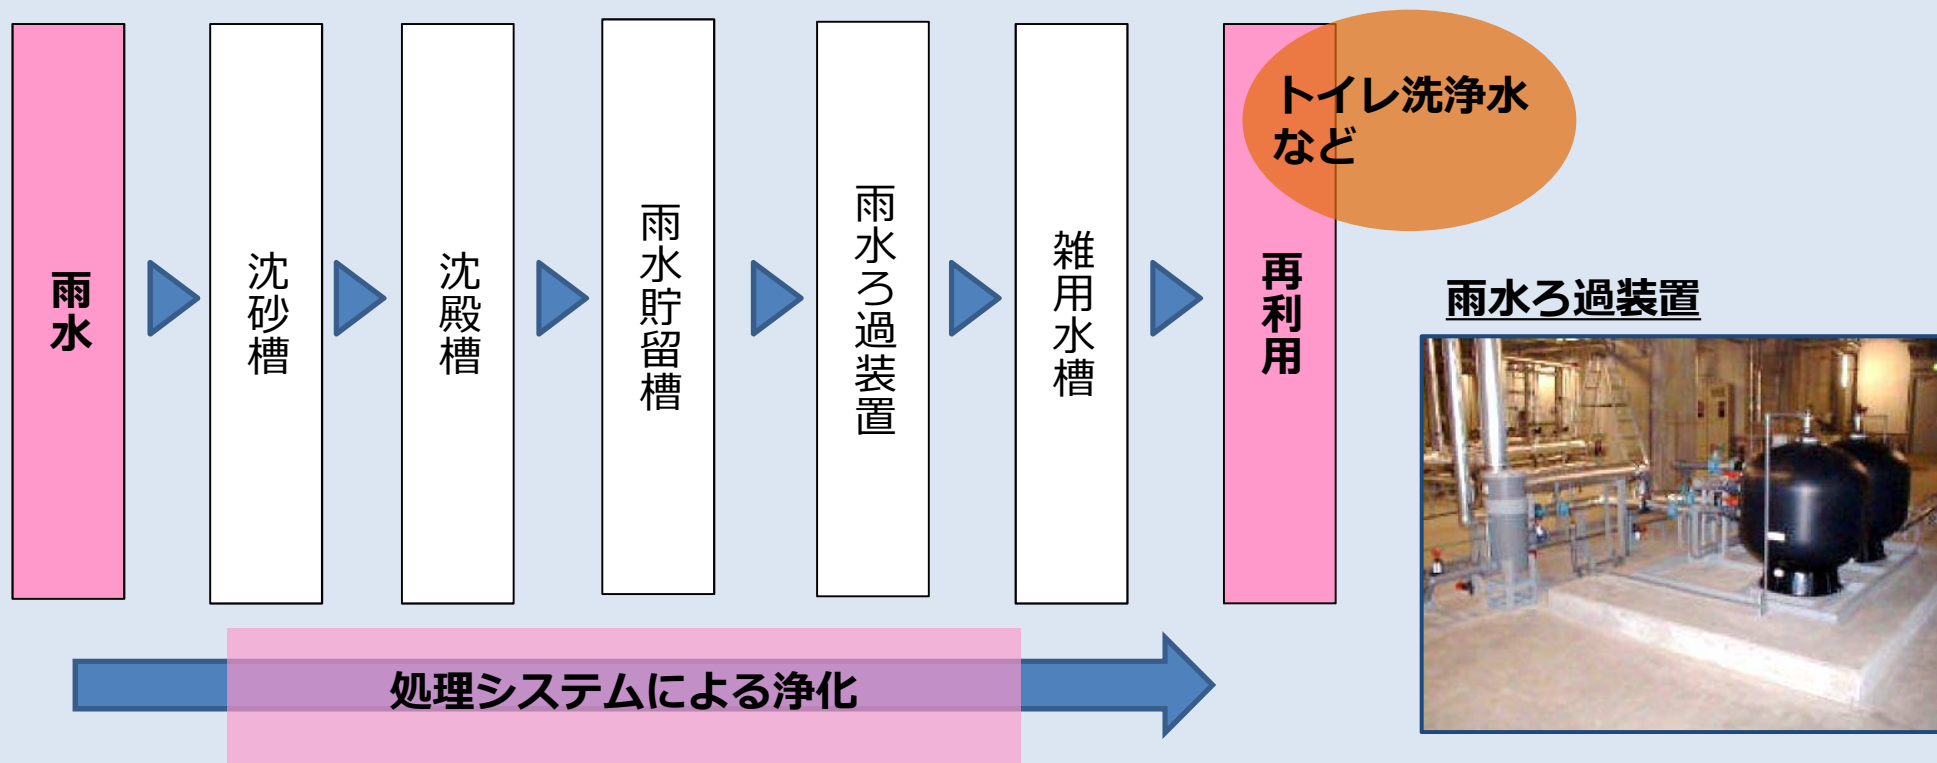 雨水
沈砂槽
沈殿槽
雨水貯留槽
雨水ろ過装置
雑用水槽
再利用
トイレ洗浄水
など
雨水ろ過装置
処理システムによる浄化